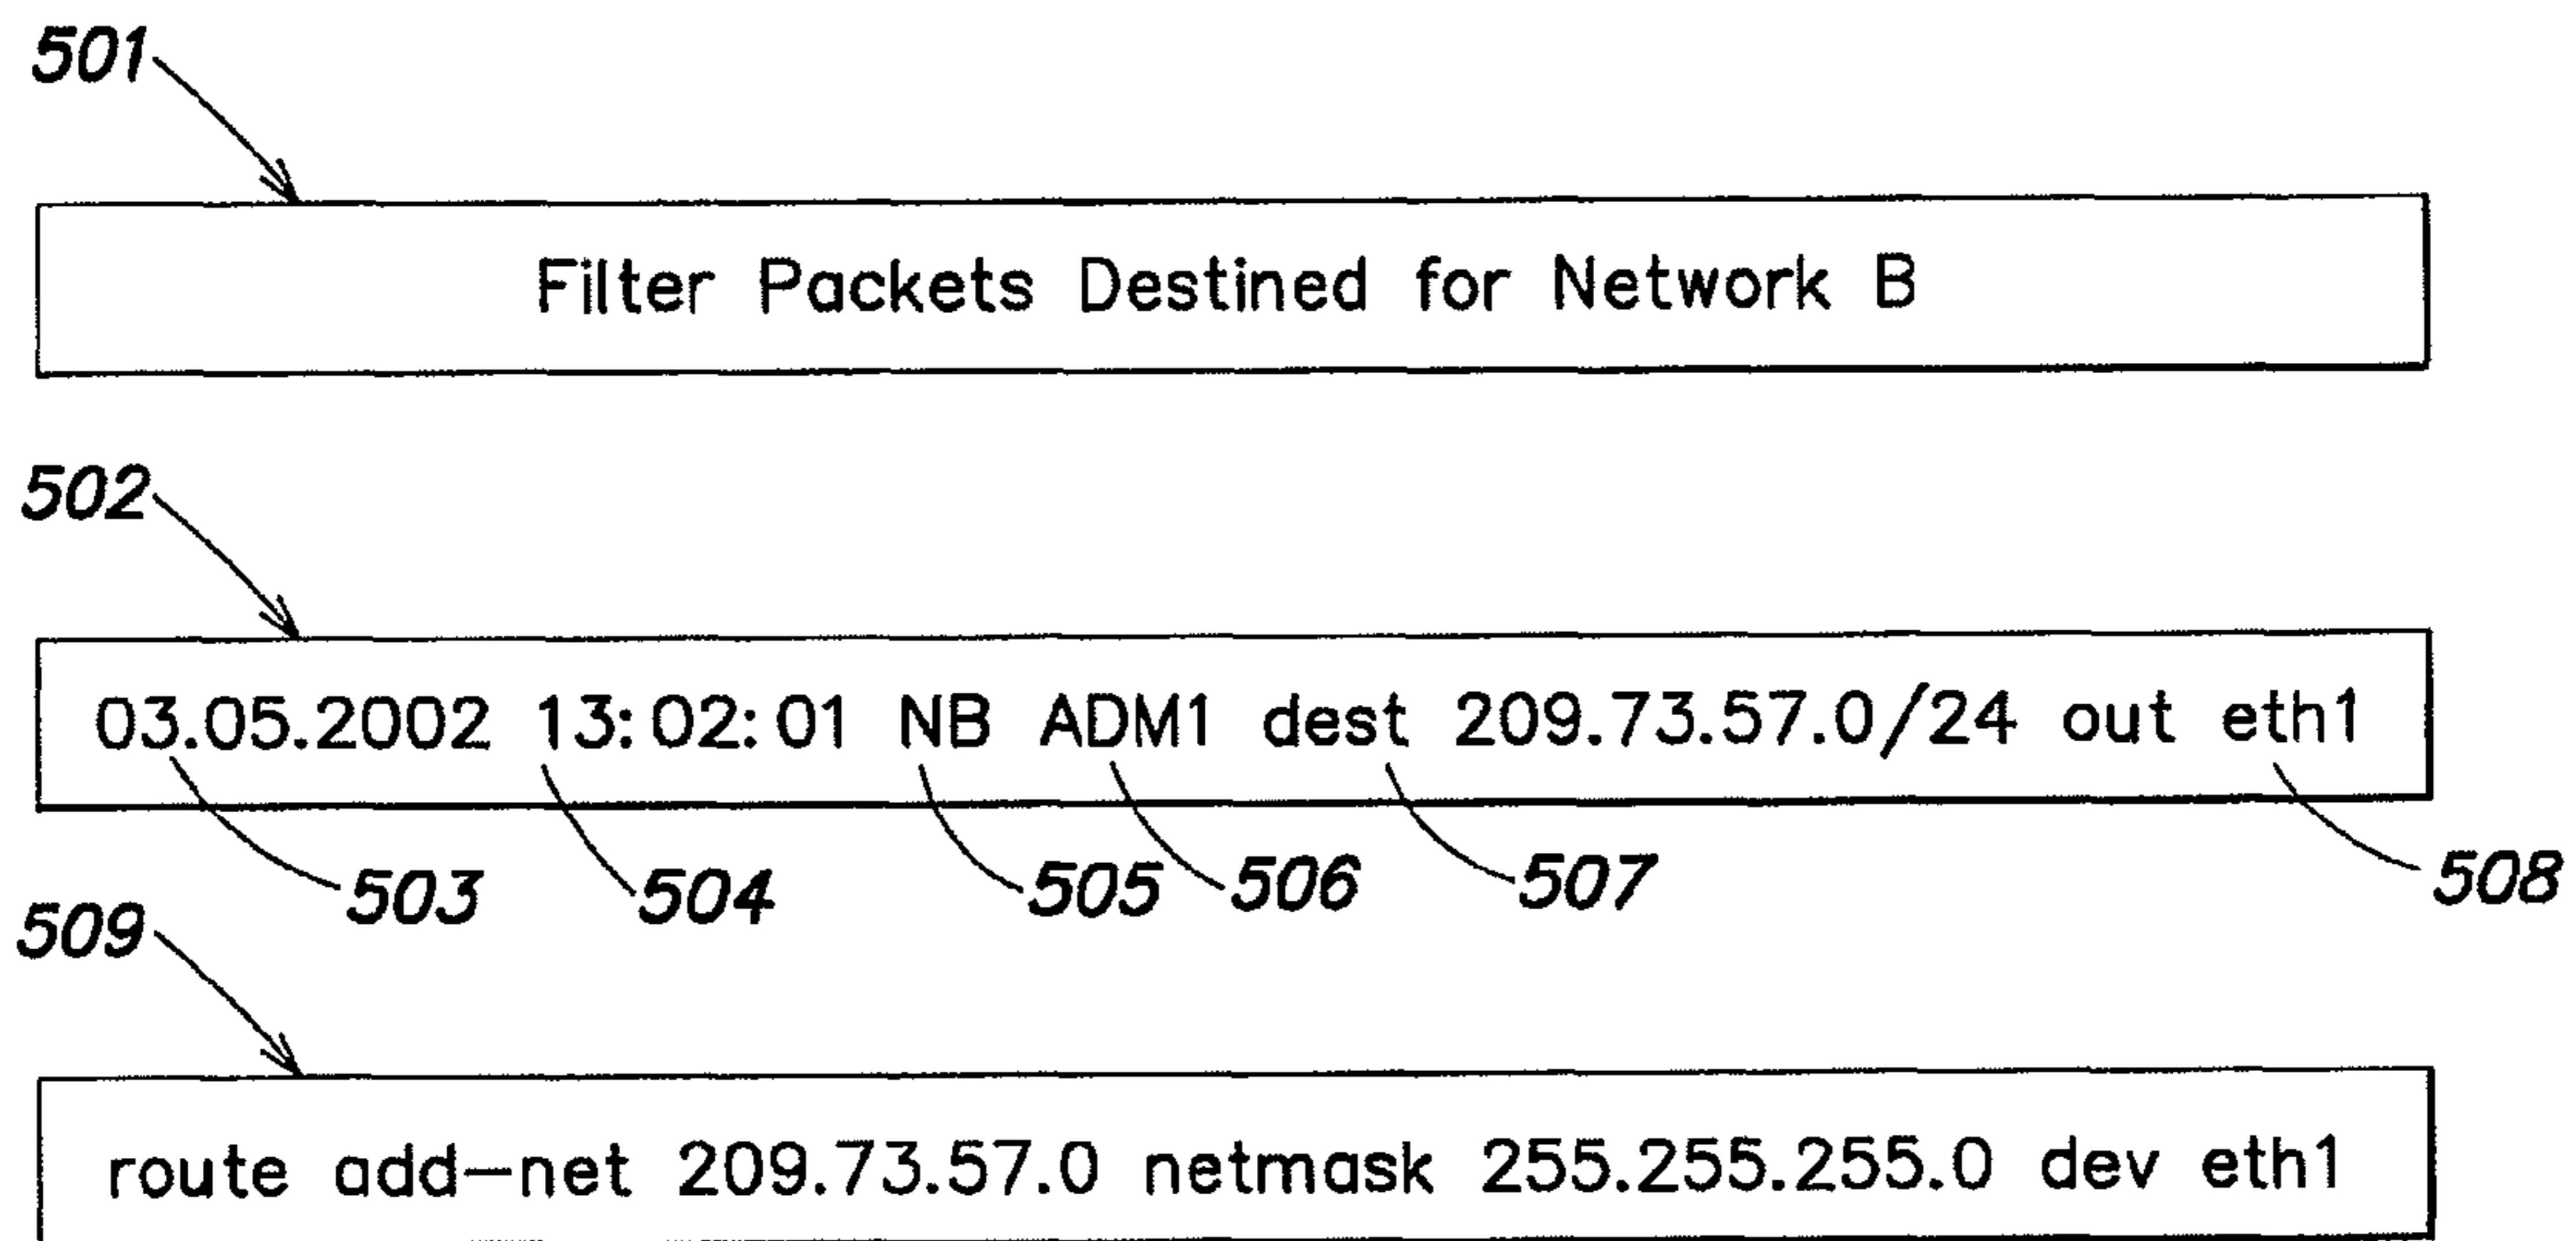 501
Filter Packets Destined for Network B
502
03.05.2002 13:02:01 NB ADM1 dest 209.73.57.0/24 out eth1
503 504 505 506 507 508
509
route add-net 209.73.57.0 netmask 255.255.255.0 dev eth1